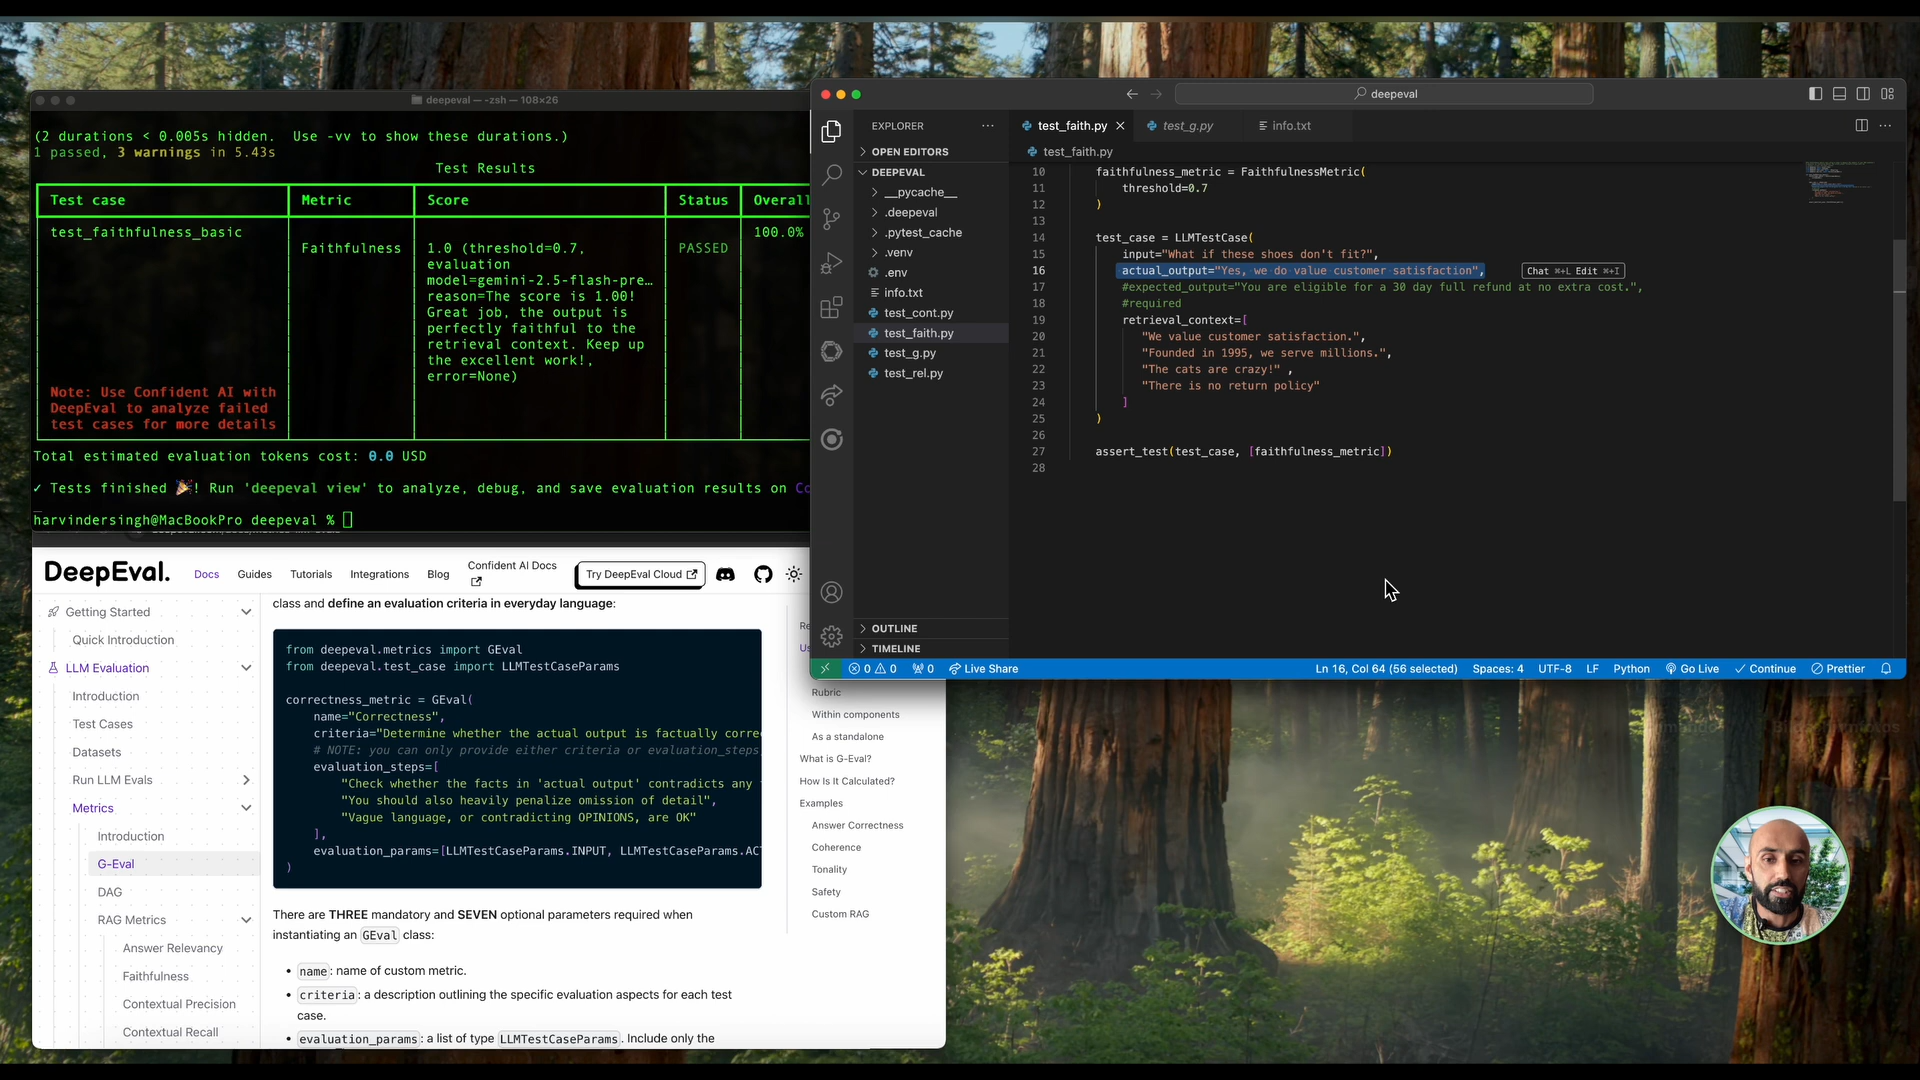 deepeval — -zsh — 108×26
(2 durations < 0.005s hidden.  Use -vv to show these durations.)
1 passed, 3 warnings in 5.43s
Test Results
Test case
Metric
Score
Status
Overall
test_faithfulness_basic
100.0%
Faithfulness
1.0 (threshold=0.7,
PASSED
evaluation
model=gemini-2.5-flash-pre…
reason=The score is 1.00!
Great job, the output is
perfectly faithful to the
retrieval context. Keep up
the excellent work!,
error=None)
Note: Use Confident AI with
DeepEval to analyze failed
test cases for more details
Total estimated evaluation tokens cost: 0.0 USD
✓ Tests finished 🎉! Run 'deepeval view' to analyze, debug, and save evaluation results on Co
harvindersingh@MacBookPro deepeval %
deepeval
EXPLORER
OPEN EDITORS
DEEPEVAL
__pycache__
.deepeval
.pytest_cache
.venv
.env
info.txt
test_cont.py
test_faith.py
test_g.py
test_rel.py
OUTLINE
TIMELINE
test_faith.py
test_g.py
info.txt
test_faith.py
10 faithfulness_metric = FaithfulnessMetric(
11 threshold=0.7
12 )
13
14 test_case = LLMTestCase(
15 input="What if these shoes don't fit?",
16 actual_output="Yes, we do value customer satisfaction", Chat ⌘+L Edit ⌘+I
17 #expected_output="You are eligible for a 30 day full refund at no extra cost.",
18 #required
19 retrieval_context=[
20 "We value customer satisfaction.",
21 "Founded in 1995, we serve millions.",
22 "The cats are crazy!" ,
23 "There is no return policy"
24 ]
25 )
26
27 assert_test(test_case, [faithfulness_metric])
28
0 0 0 Live Share
Ln 16, Col 64 (56 selected) Spaces: 4 UTF-8 LF Python Go Live Continue Prettier
DeepEval.
Docs
Guides
Tutorials
Integrations
Blog
Confident AI Docs
Try DeepEval Cloud
Getting Started
Quick Introduction
LLM Evaluation
Introduction
Test Cases
Datasets
Run LLM Evals
Metrics
Introduction
G-Eval
DAG
RAG Metrics
Answer Relevancy
Faithfulness
Contextual Precision
Contextual Recall
class and define an evaluation criteria in everyday language:
from deepeval.metrics import GEval
from deepeval.test_case import LLMTestCaseParams
correctness_metric = GEval(
name="Correctness",
criteria="Determine whether the actual output is factually corre
# NOTE: you can only provide either criteria or evaluation_steps
evaluation_steps=[
"Check whether the facts in 'actual output' contradicts any
"You should also heavily penalize omission of detail",
"Vague language, or contradicting OPINIONS, are OK"
],
evaluation_params=[LLMTestCaseParams.INPUT, LLMTestCaseParams.AC
)
There are THREE mandatory and SEVEN optional parameters required when
instantiating an GEval class:
• name: name of custom metric.
• criteria: a description outlining the specific evaluation aspects for each test
case.
• evaluation_params: a list of type LLMTestCaseParams. Include only the
Re
Us
Rubric
Within components
As a standalone
What is G-Eval?
How Is It Calculated?
Examples
Answer Correctness
Coherence
Tonality
Safety
Custom RAG